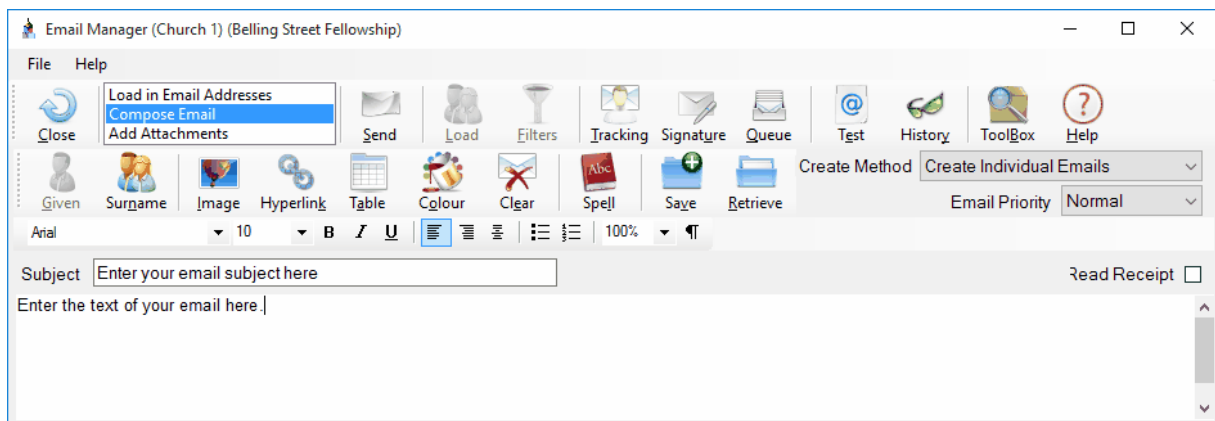 Email Manager (Church 1) (Belling Street Fellowship)
File Help
Load in Email Addresses
Compose Email
Add Attachments
Close Send Load Filters Tracking Signature Queue Test History ToolBox Help
Abc
Given Surname Image Hyperlink Table Colour Clear Spell Save Retrieve
Create Method Create Individual Emails
Email Priority Normal
Arial 10 B I U 100% ¶
Subject Enter your email subject here Read Receipt
Enter the text of your email here.